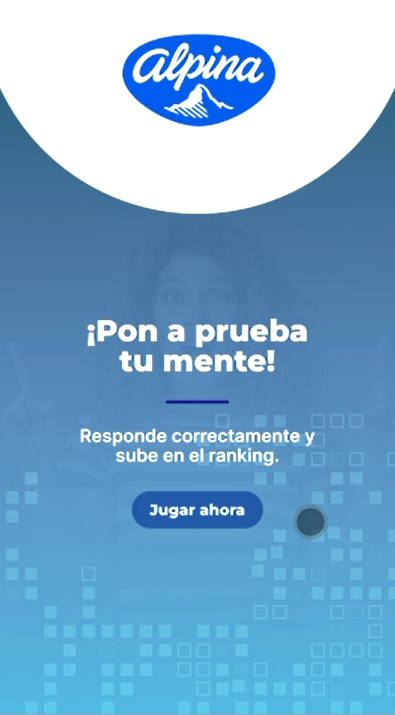 Alpina
¡Pon a prueba
tu mente!
Responde correctamente y
sube en el ranking.
Jugar ahora